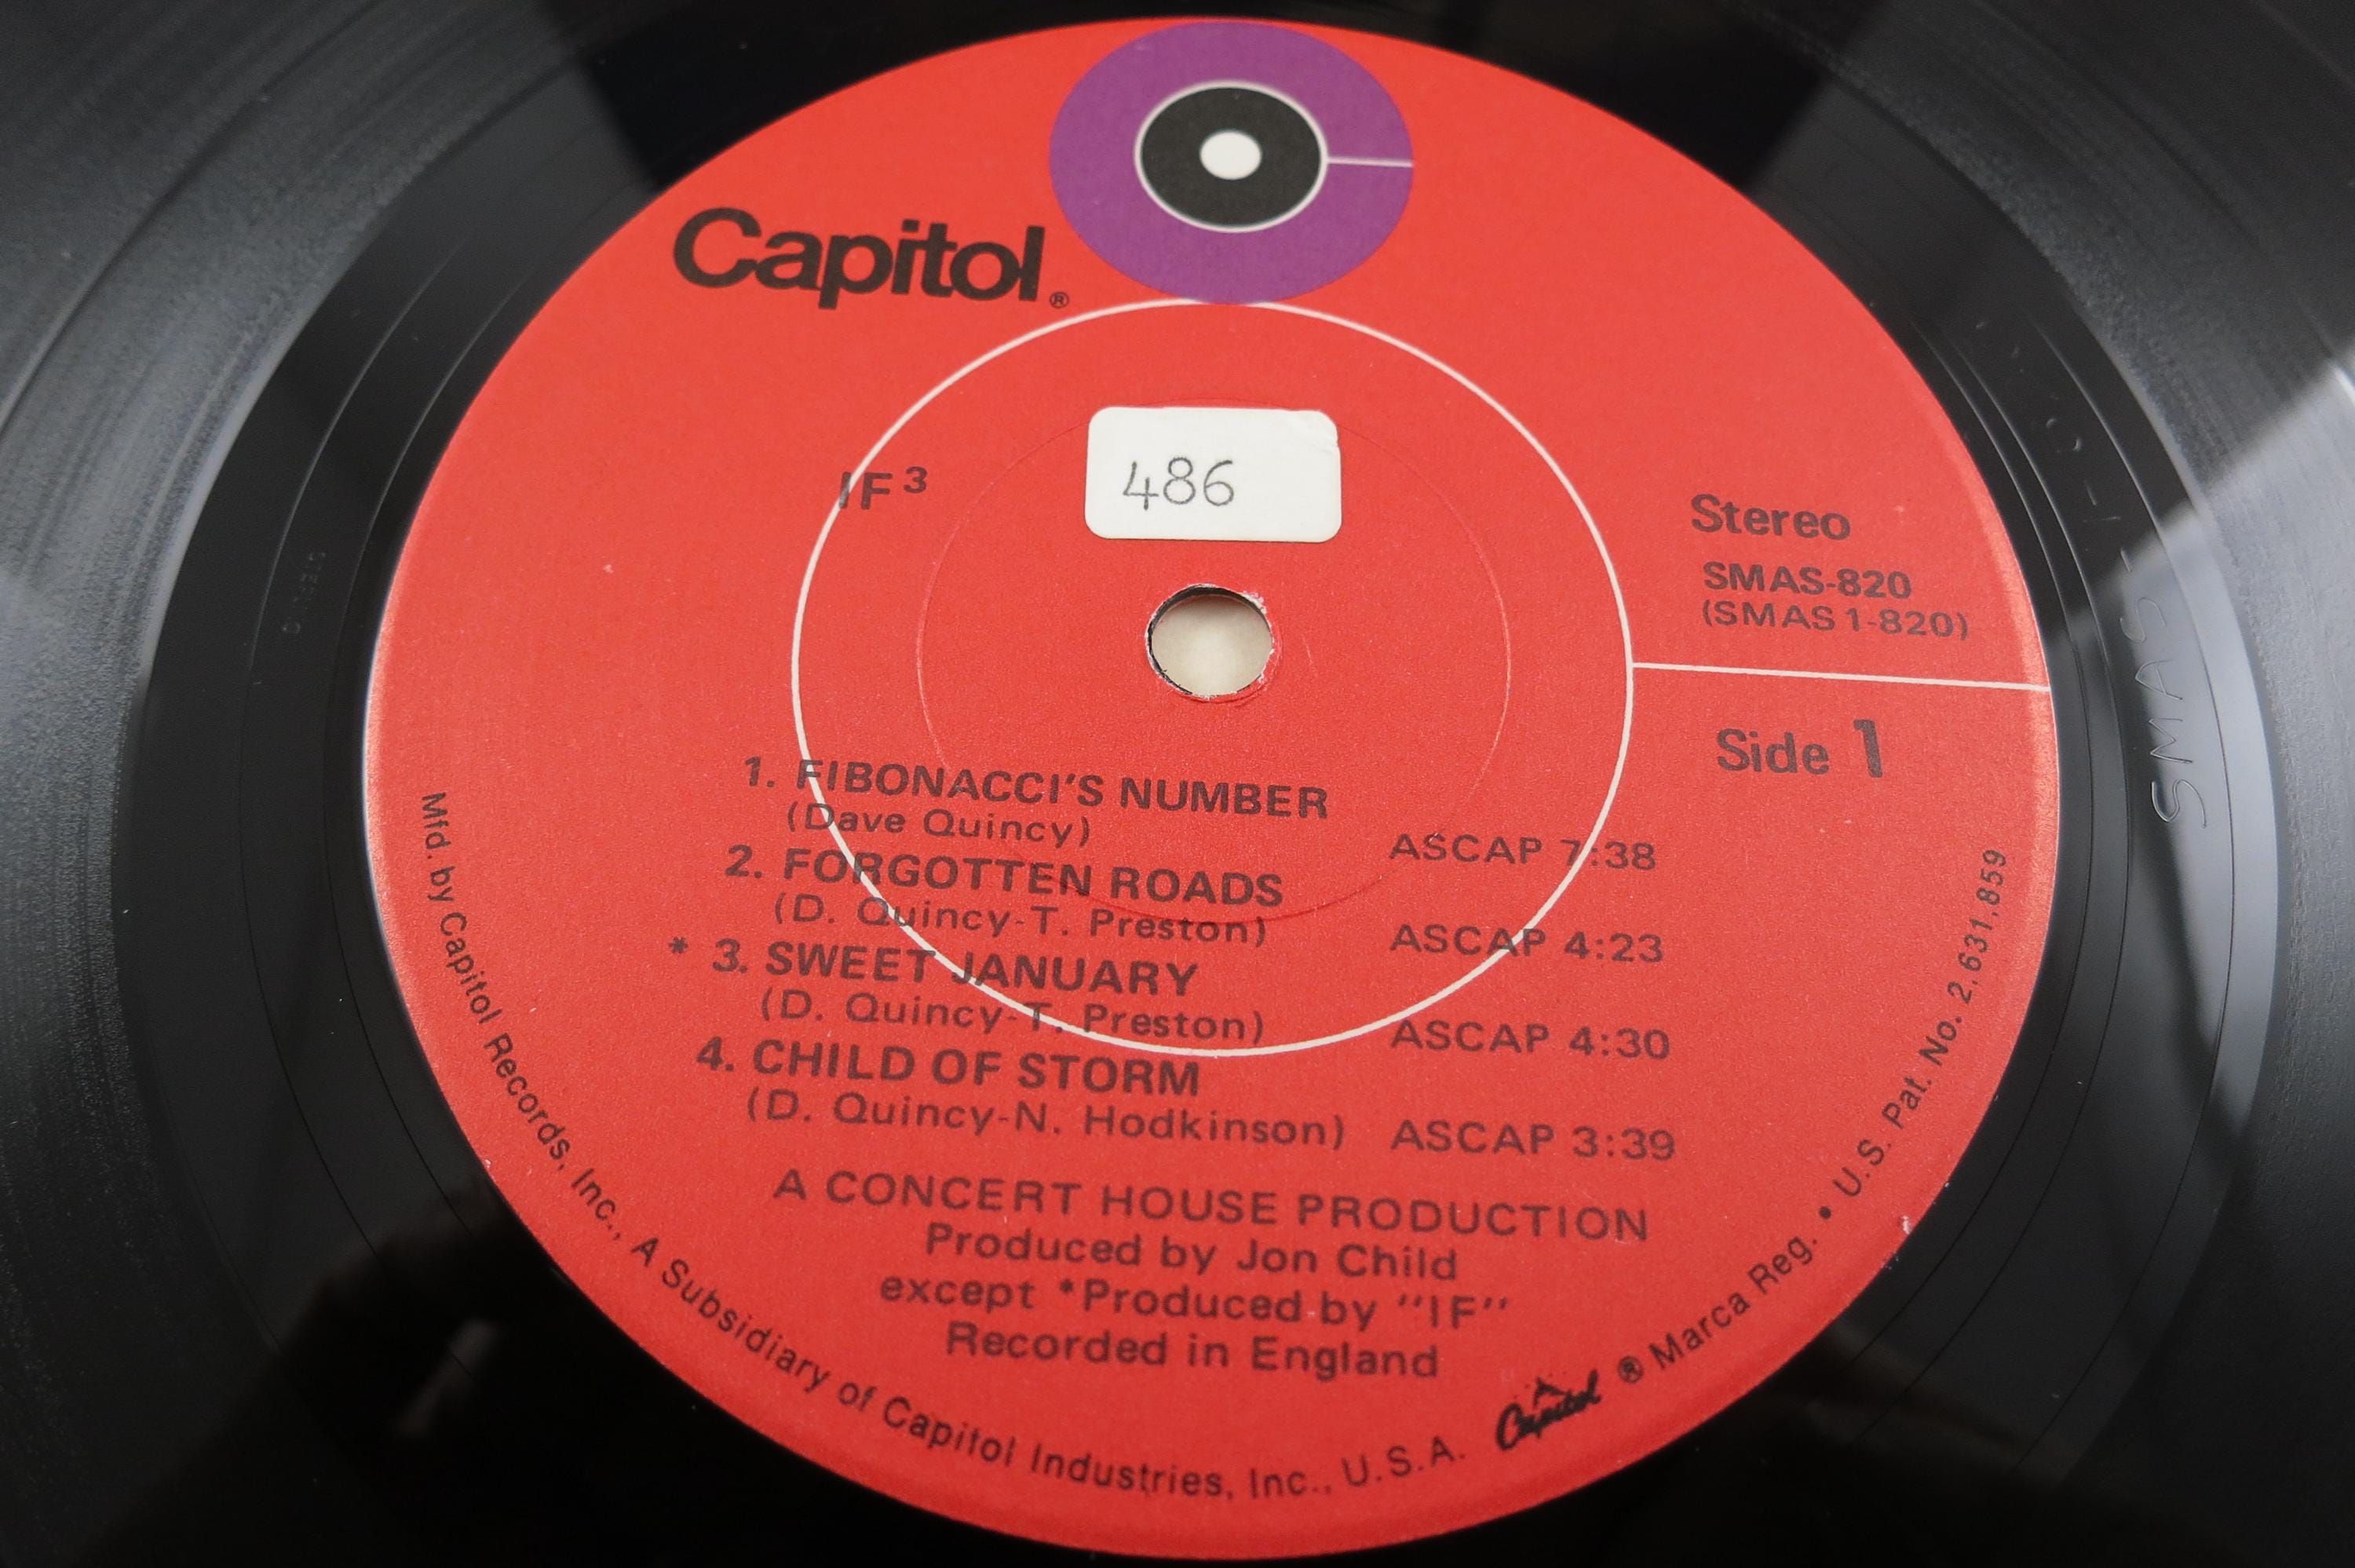 Capitol®
IF³
486
Stereo
SMAS-820
(SMAS 1-820)
Side 1
1. FIBONACCI'S NUMBER
(Dave Quincy) ASCAP 7:38
2. FORGOTTEN ROADS
(D. Quincy-T. Preston) ASCAP 4:23
* 3. SWEET JANUARY
(D. Quincy-T. Preston) ASCAP 4:30
4. CHILD OF STORM
(D. Quincy-N. Hodkinson) ASCAP 3:39
A CONCERT HOUSE PRODUCTION
Produced by Jon Child
except *Produced by "IF"
Recorded in England
Mfd. by Capitol Records, Inc., A Subsidiary of Capitol Industries, Inc., U.S.A. Capitol ® Marca Reg. • U.S. Pat. No. 2,631,859
SMAS